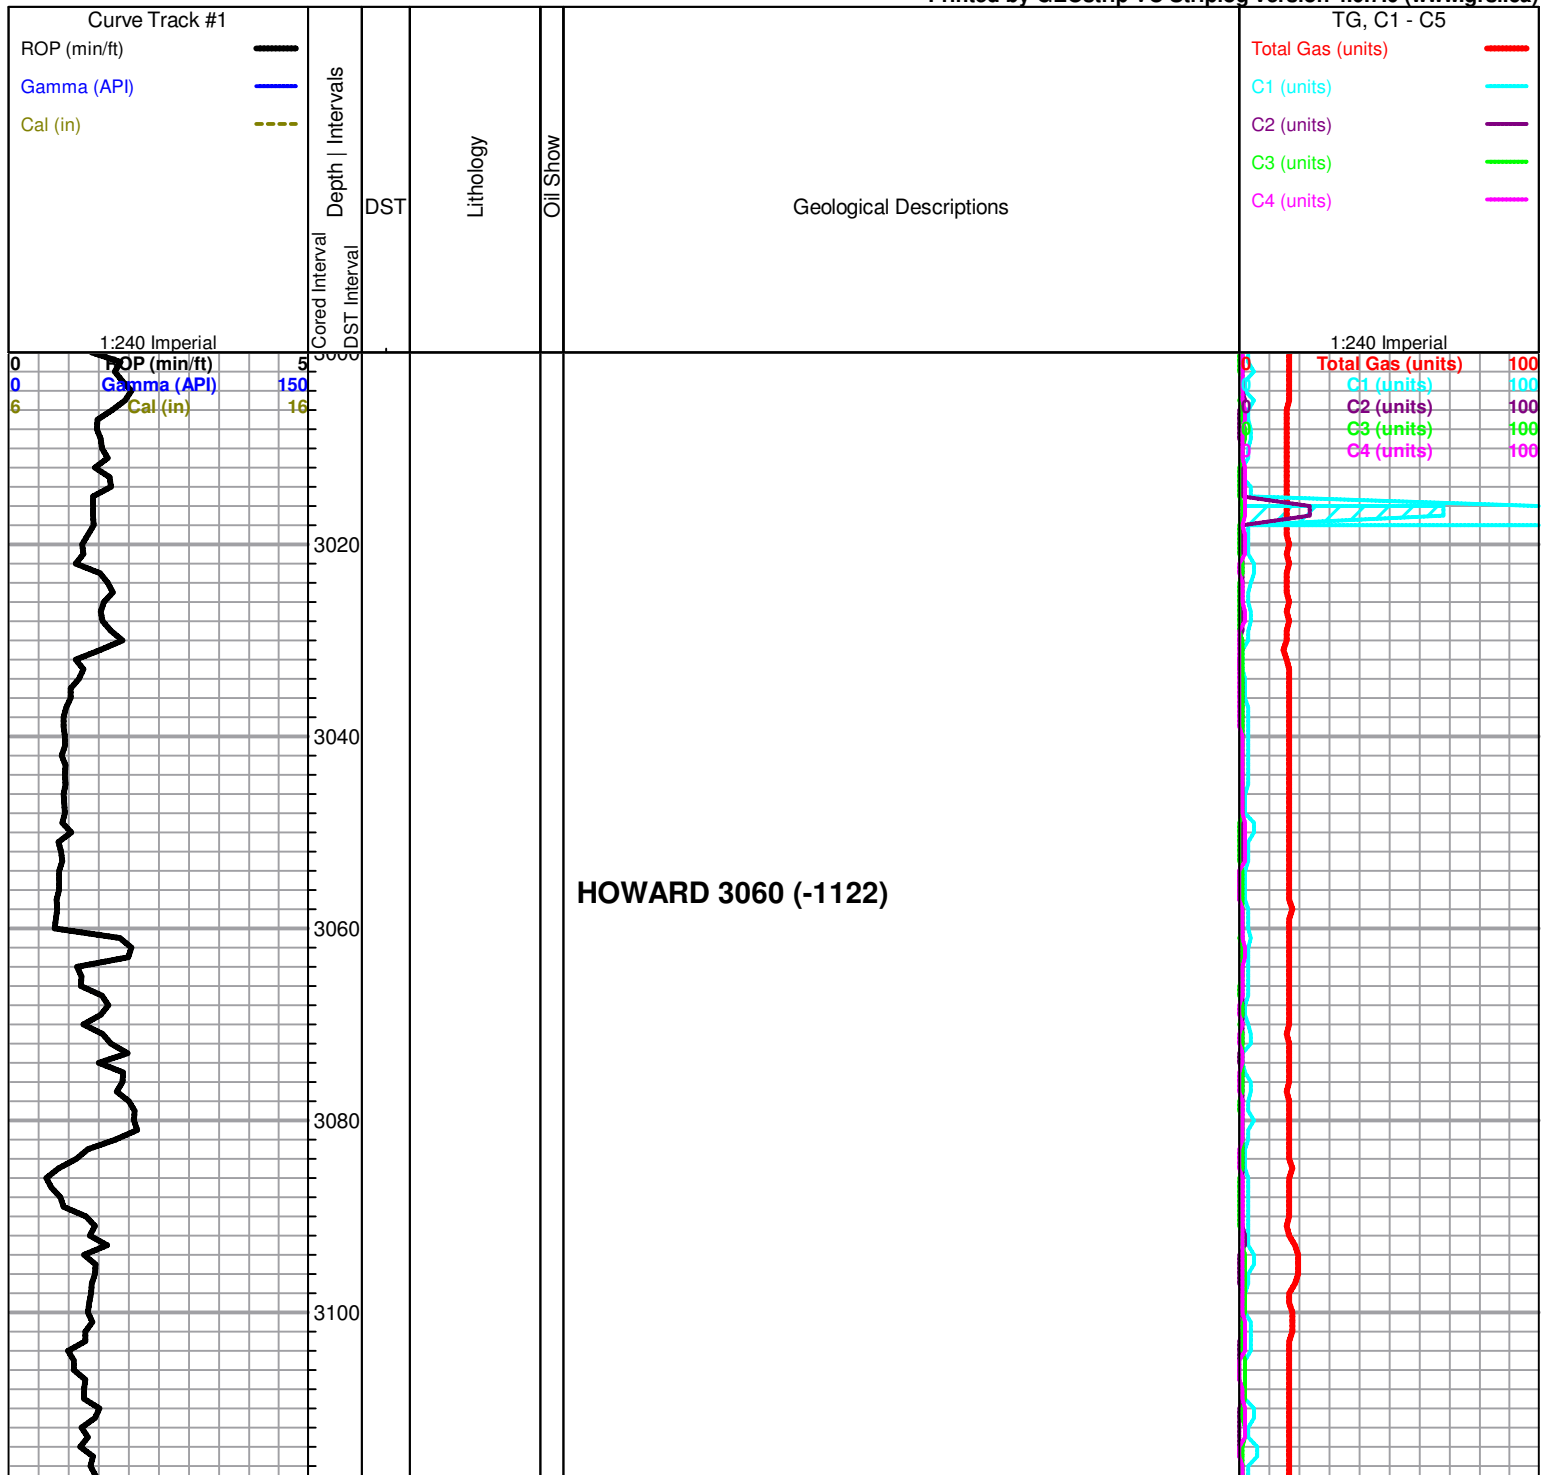 Curve Track #1
ROP (min/ft)
Gamma (API)
Cal (in)
1:240 Imperial
Cored Interval
Depth | Intervals
DST Interval
DST
Lithology
Oil Show
Geological Descriptions
TG, C1 - C5
Total Gas (units)
C1 (units)
C2 (units)
C3 (units)
C4 (units)
1:240 Imperial
0 ROP (min/ft) 5
0 Gamma (API) 150
6 Cal (in) 16
0 Total Gas (units) 100
C1 (units) 100
0 C2 (units) 100
0 C3 (units) 100
0 C4 (units) 100
3020
3040
HOWARD 3060 (-1122)
3060
3080
3100